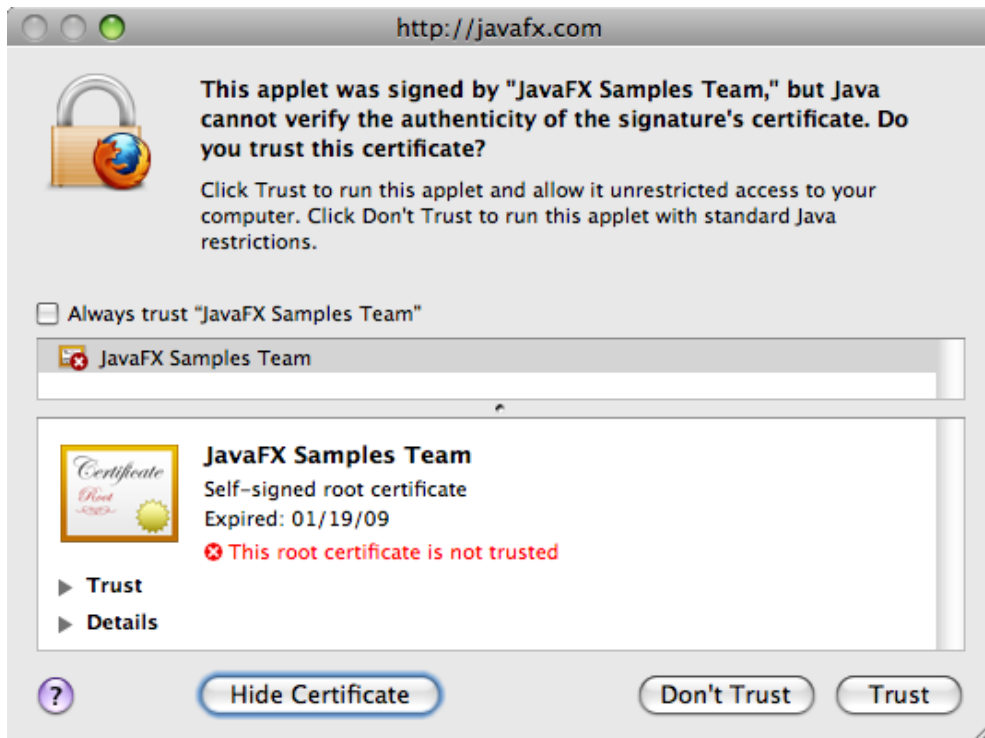 http://javafx.com
This applet was signed by "JavaFX Samples Team," but Java
cannot verify the authenticity of the signature's certificate. Do
you trust this certificate?
Click Trust to run this applet and allow it unrestricted access to your
computer. Click Don't Trust to run this applet with standard Java
restrictions.
Always trust “JavaFX Samples Team”
JavaFX Samples Team
Certificate
Root
JavaFX Samples Team
Self-signed root certificate
Expired: 01/19/09
This root certificate is not trusted
Trust
Details
?
Hide Certificate
Don't Trust
Trust